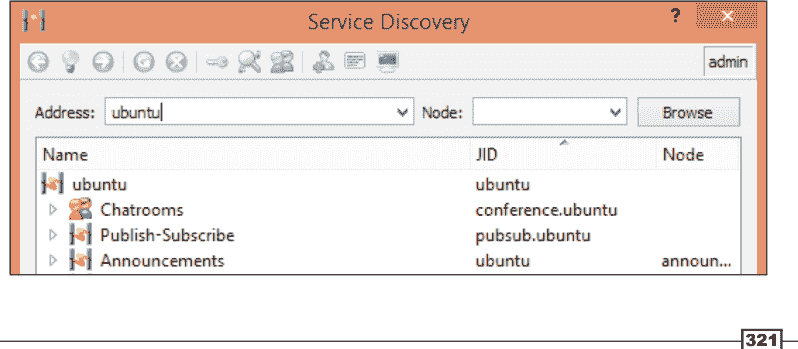 Service Discovery ? ×
admin
Address: ubuntu Node: Browse
Name JID Node
ubuntu ubuntu
Chatrooms conference.ubuntu
Publish-Subscribe pubsub.ubuntu
Announcements ubuntu announ...
321